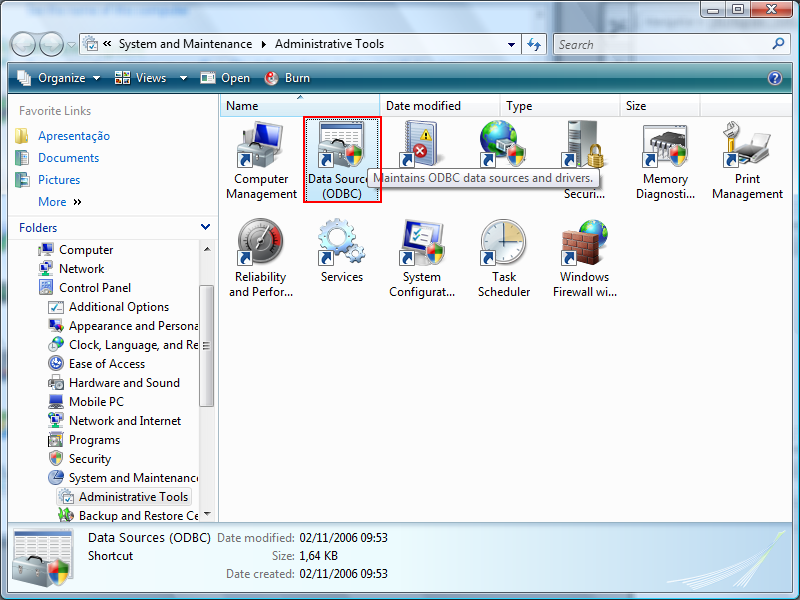 « System and Maintenance ▸ Administrative Tools
Search
Organize Views Open Burn
Favorite Links
Apresentação
Documents
Pictures
More »
Folders
Computer
Network
Control Panel
Additional Options
Appearance and Persona
Clock, Language, and Re
Ease of Access
Hardware and Sound
Mobile PC
Network and Internet
Programs
Security
System and Maintenance
Administrative Tools
Backup and Restore Ce
Name Date modified Type Size
Computer
Management
Data Sourc
(ODBC)
Maintains ODBC data sources and drivers.
Securi...
Memory
Diagnosti...
Print
Management
Reliability
and Perfor...
Services
System
Configurat...
Task
Scheduler
Windows
Firewall wi...
Data Sources (ODBC) Date modified: 02/11/2006 09:53
Shortcut Size: 1,64 KB
Date created: 02/11/2006 09:53